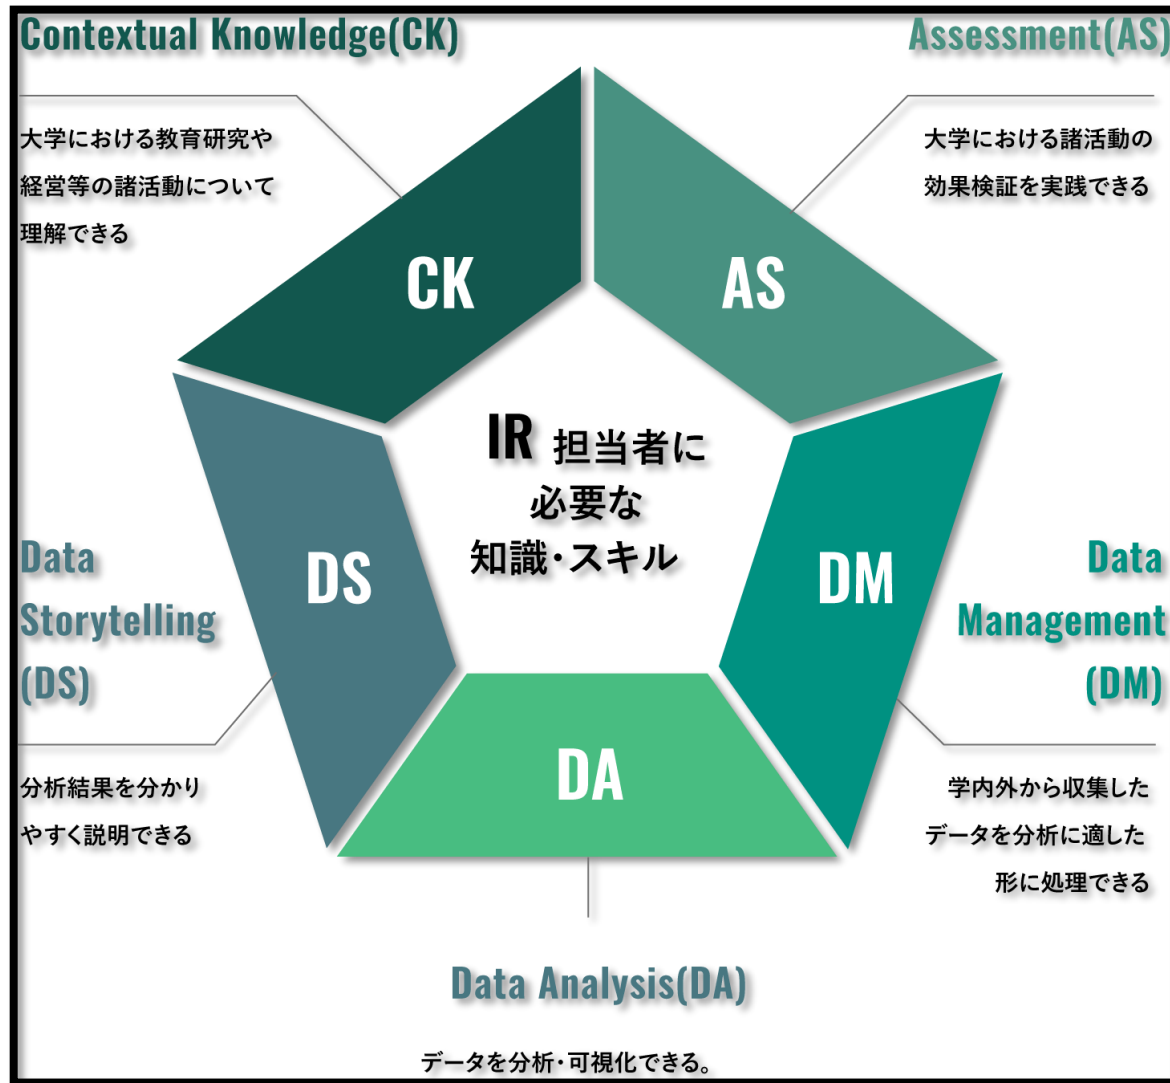 Contextual Knowledge(CK)
大学における教育研究や
経営等の諸活動について
理解できる
Assessment(AS)
大学における諸活動の
効果検証を実践できる
CK
AS
IR 担当者に
必要な
知識・スキル
DS
DM
DA
Data
Storytelling
(DS)
分析結果を分かり
やすく説明できる
Data
Management
(DM)
学内外から収集した
データを分析に適した
形に処理できる
Data Analysis(DA)
データを分析・可視化できる。